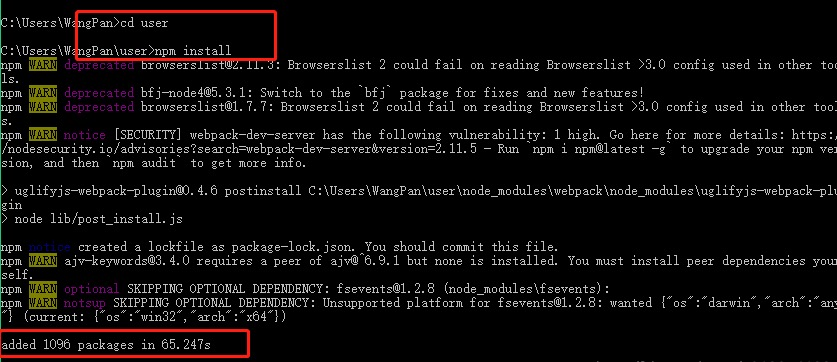 C:\Users\WangPan>cd user
C:\Users\WangPan\user>npm install
npm WARN deprecated browserslist@2.11.3: Browserslist 2 could fail on reading Browserslist >3.0 config used in other too
ls.
npm WARN deprecated bfj-node4@5.3.1: Switch to the `bfj` package for fixes and new features!
npm WARN deprecated browserslist@1.7.7: Browserslist 2 could fail on reading Browserslist >3.0 config used in other tool
s.
npm WARN notice [SECURITY] webpack-dev-server has the following vulnerability: 1 high. Go here for more details: https:/
/nodesecurity.io/advisories?search=webpack-dev-server&version=2.11.5 - Run `npm i npm@latest -g` to upgrade your npm ver
sion, and then `npm audit` to get more info.
> uglifyjs-webpack-plugin@0.4.6 postinstall C:\Users\WangPan\user\node_modules\webpack\node_modules\uglifyjs-webpack-plu
gin
> node lib/post_install.js
npm notice created a lockfile as package-lock.json. You should commit this file.
npm WARN ajv-keywords@3.4.0 requires a peer of ajv@^6.9.1 but none is installed. You must install peer dependencies your
self.
npm WARN optional SKIPPING OPTIONAL DEPENDENCY: fsevents@1.2.8 (node_modules\fsevents):
npm WARN notsup SKIPPING OPTIONAL DEPENDENCY: Unsupported platform for fsevents@1.2.8: wanted {"os":"darwin","arch":"any
"} (current: {"os":"win32","arch":"x64"})
added 1096 packages in 65.247s